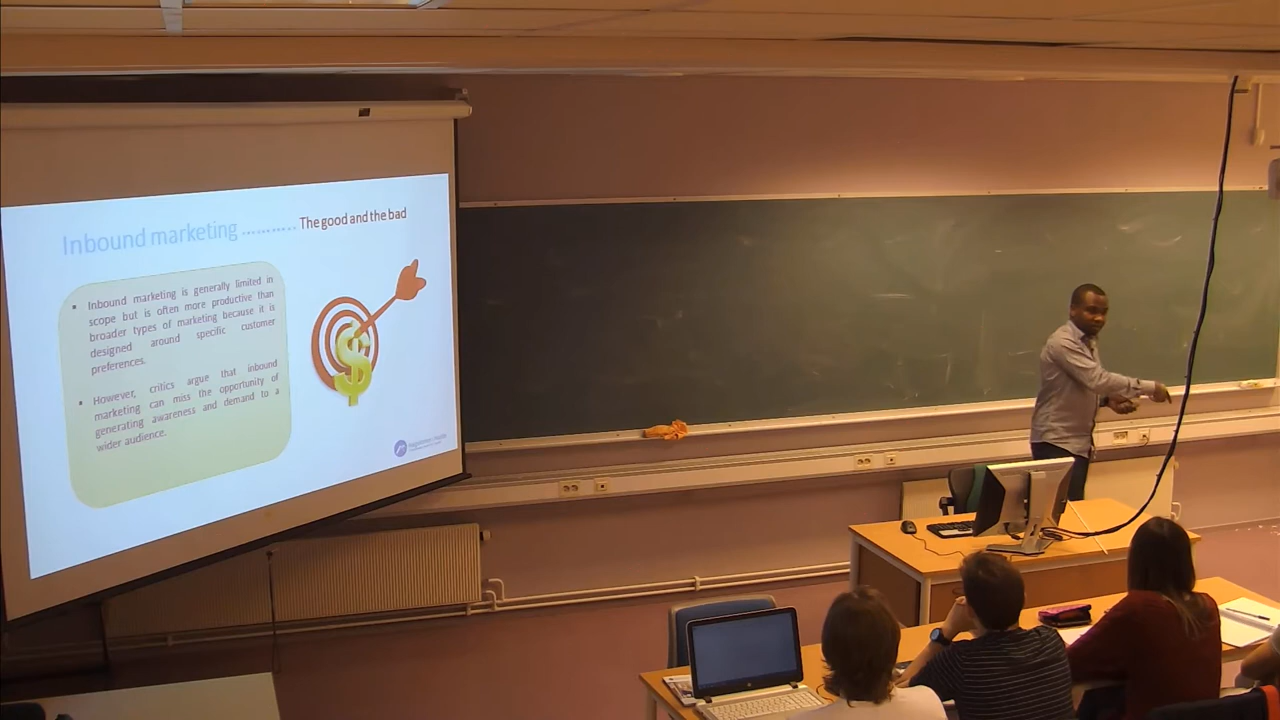 Inbound marketing ........... The good and the bad
▪ Inbound marketing is generally limited in
scope but is often more productive than
broader types of marketing because it is
designed around specific customer
preferences.
▪ However, critics argue that inbound
marketing can miss the opportunity of
generating awareness and demand to a
wider audience.